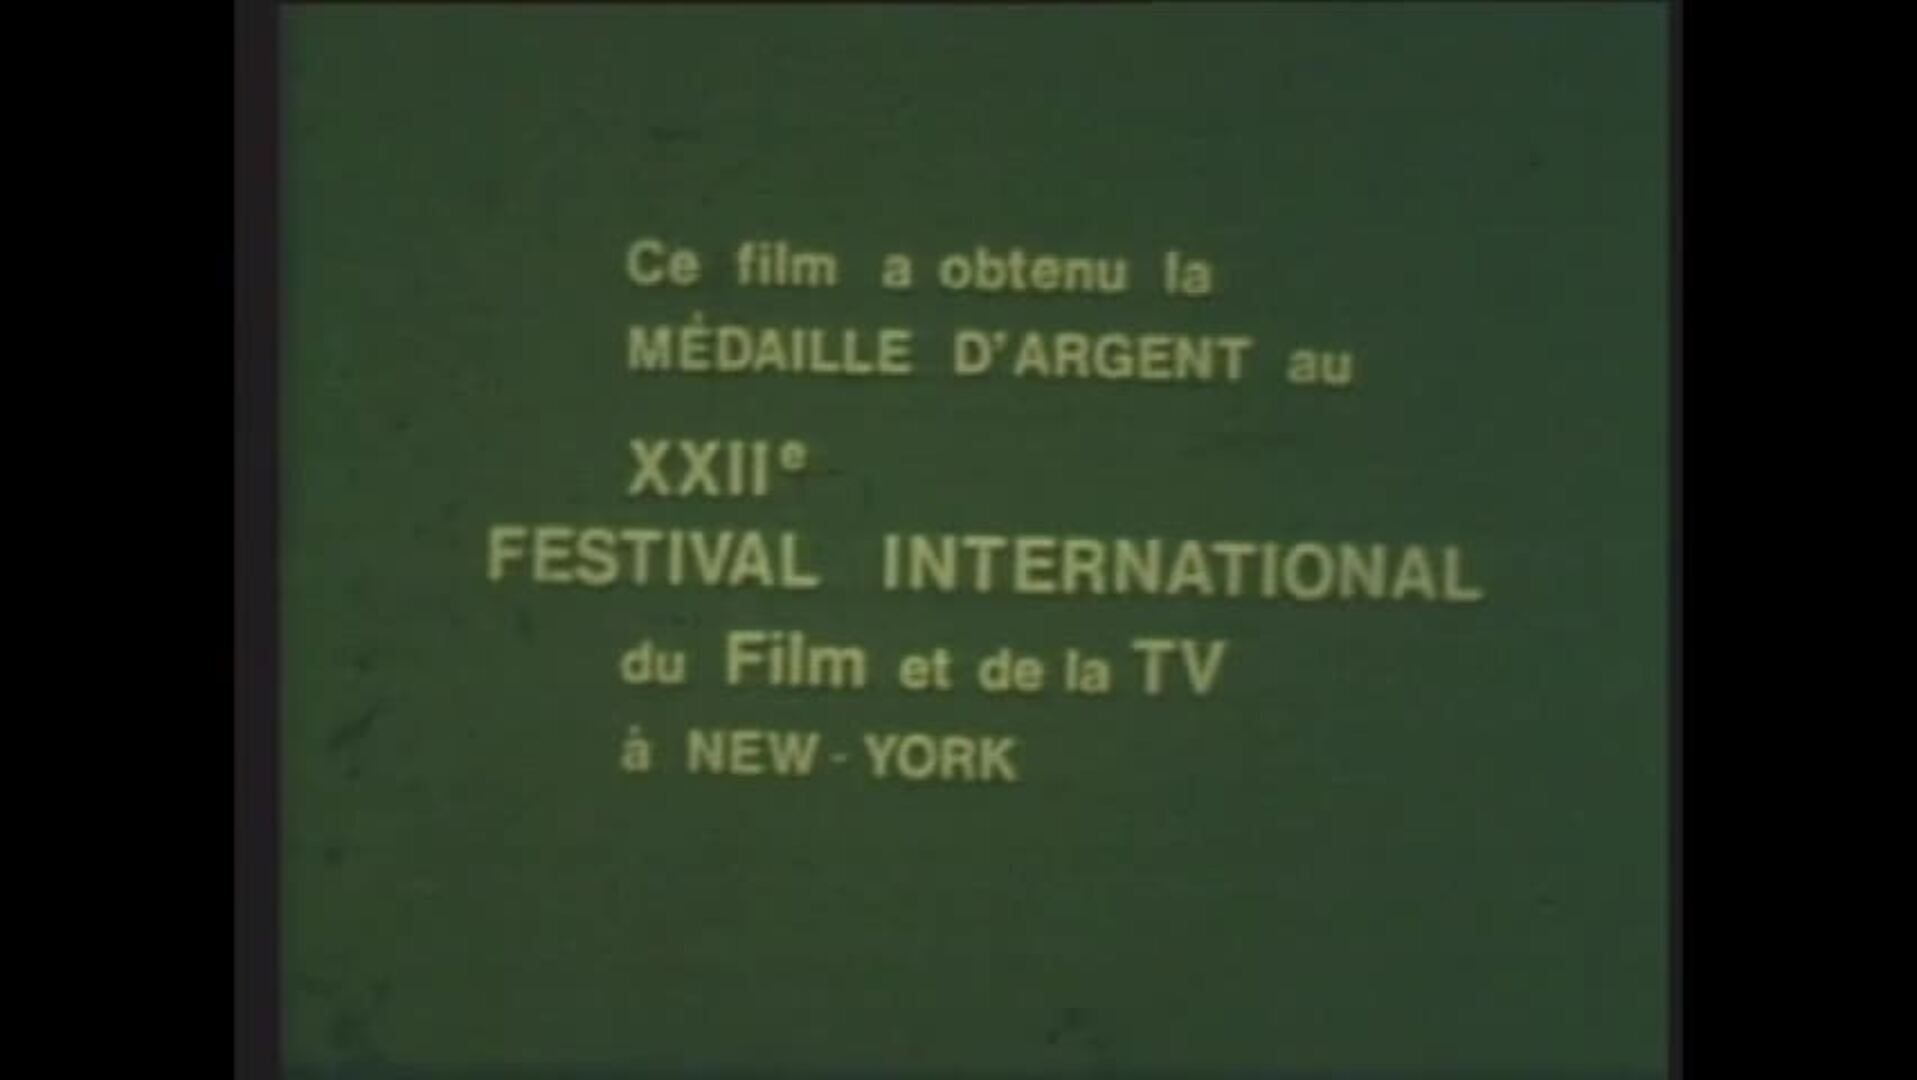 Ce film a obtenu la
MÉDAILLE D'ARGENT au
XXIIe
FESTIVAL INTERNATIONAL
du Film et de la TV
à NEW-YORK